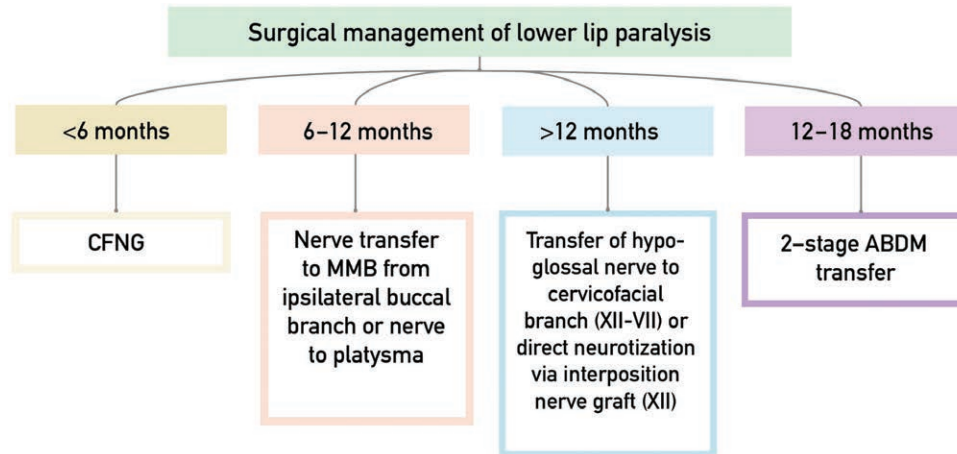 Surgical management of lower lip paralysis
<6 months
6–12 months
>12 months
12–18 months
CFNG
Nerve transfer
to MMB from
ipsilateral buccal
branch or nerve
to platysma
Transfer of hypo-
glossal nerve to
cervicofacial
branch (XII-VII) or
direct neurotization
via interposition
nerve graft (XII)
2–stage ABDM
transfer